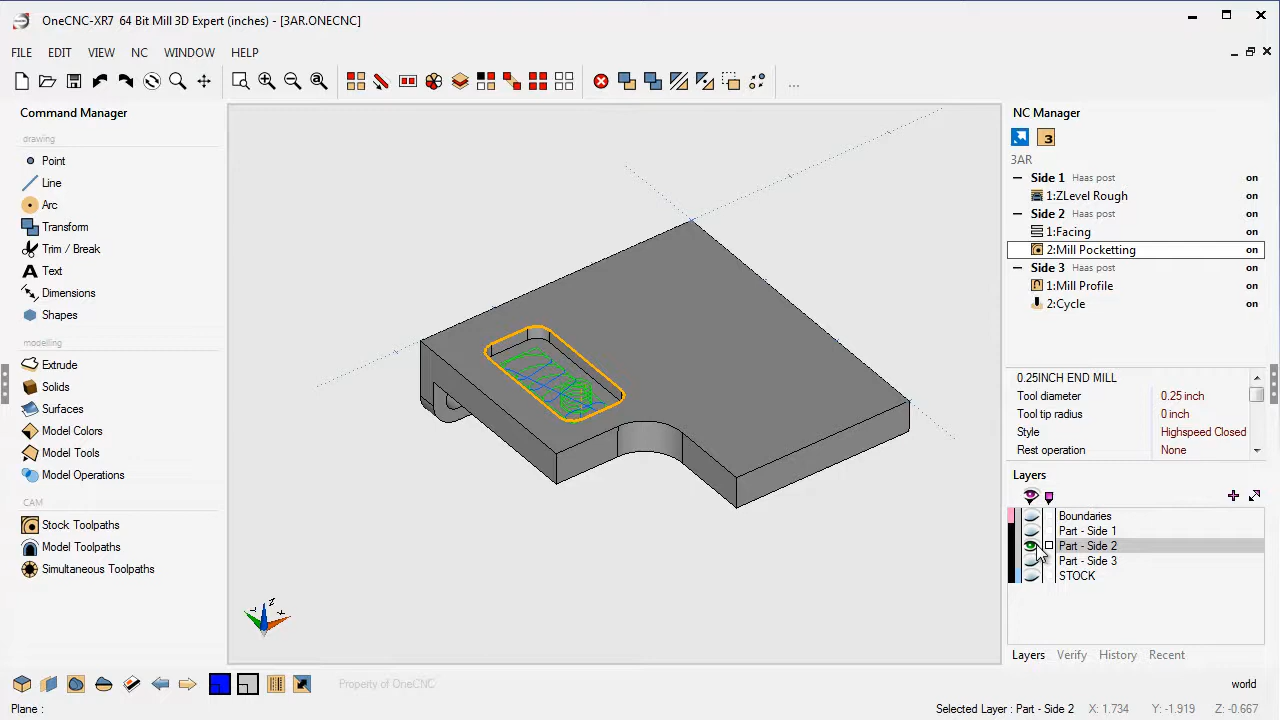 OneCNC-XR7 64 Bit Mill 3D Expert (inches) - [3AR.ONECNC]
FILE EDIT VIEW NC WINDOW HELP
...
Command Manager
drawing
Point
Line
Arc
Transform
Trim / Break
A Text
Dimensions
Shapes
modelling
Extrude
Solids
Surfaces
Model Colors
Model Tools
Model Operations
CAM
Stock Toolpaths
Model Toolpaths
Simultaneous Toolpaths
Z
NC Manager
3
3AR
Side 1 Haas post on
1:ZLevel Rough on
Side 2 Haas post on
1:Facing on
2:Mill Pocketting on
Side 3 Haas post on
1:Mill Profile on
2:Cycle on
0.25INCH END MILL
Tool diameter 0.25 inch
Tool tip radius 0 inch
Style Highspeed Closed
Rest operation None
Layers
Boundaries
Part - Side 1
Part - Side 2
Part - Side 3
STOCK
Layers Verify History Recent
Property of OneCNC world
Plane : Selected Layer : Part - Side 2 X: 1.734 Y: -1.919 Z: -0.667